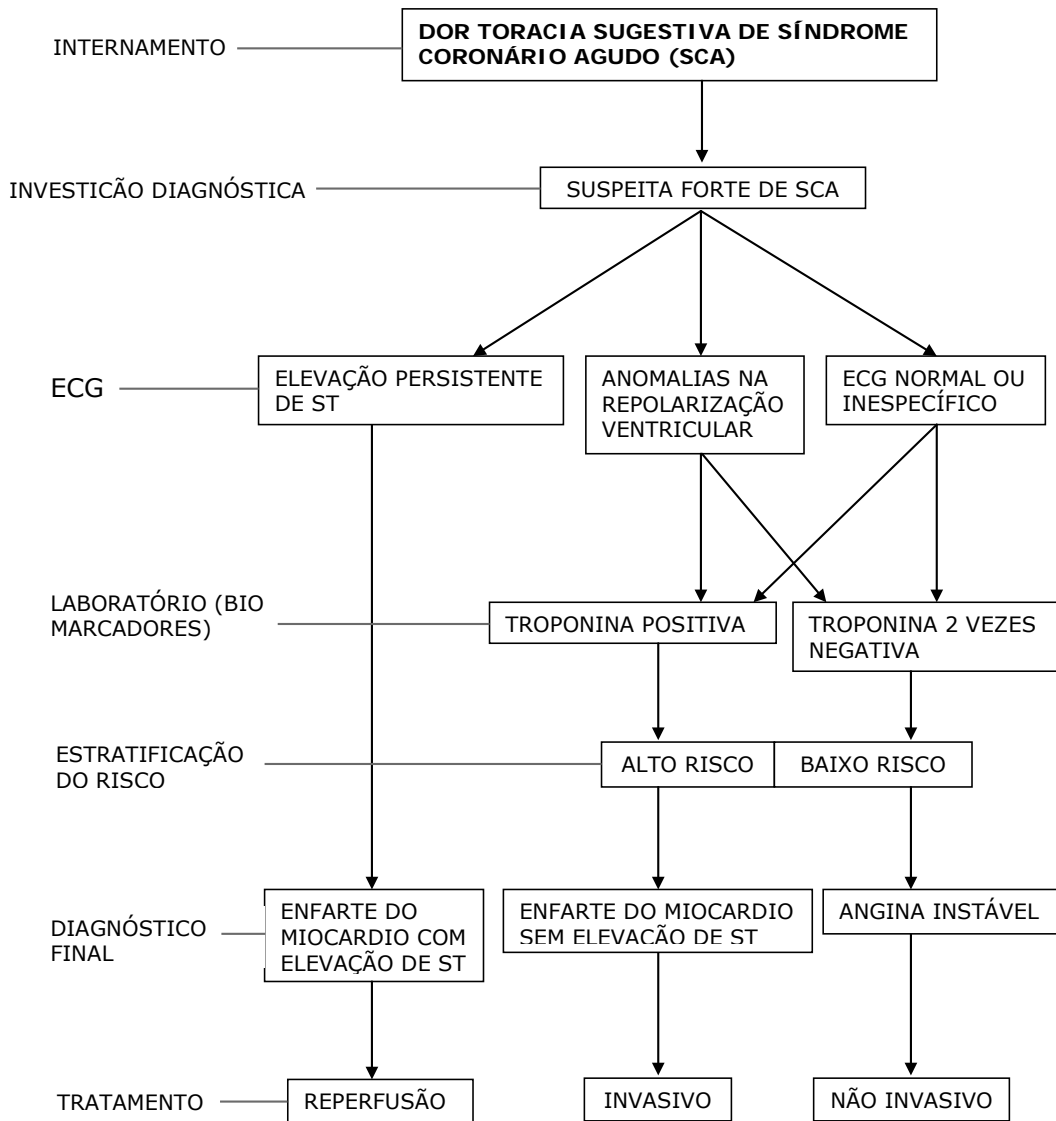 INTERNAMENTO
DOR TORACIA SUGESTIVA DE SÍNDROME
CORONÁRIO AGUDO (SCA)
INVESTICÃO DIAGNÓSTICA
SUSPEITA FORTE DE SCA
ECG
ELEVAÇÃO PERSISTENTE
DE ST
ANOMALIAS NA
REPOLARIZAÇÃO
VENTRICULAR
ECG NORMAL OU
INESPECÍFICO
LABORATÓRIO (BIO
MARCADORES)
TROPONINA POSITIVA
TROPONINA 2 VEZES
NEGATIVA
ESTRATIFICAÇÃO
DO RISCO
ALTO RISCO
BAIXO RISCO
DIAGNÓSTICO
FINAL
ENFARTE DO
MIOCARDIO COM
ELEVAÇÃO DE ST
ENFARTE DO MIOCARDIO
SEM ELEVAÇÃO DE ST
ANGINA INSTÁVEL
TRATAMENTO
REPERFUSÃO
INVASIVO
NÃO INVASIVO